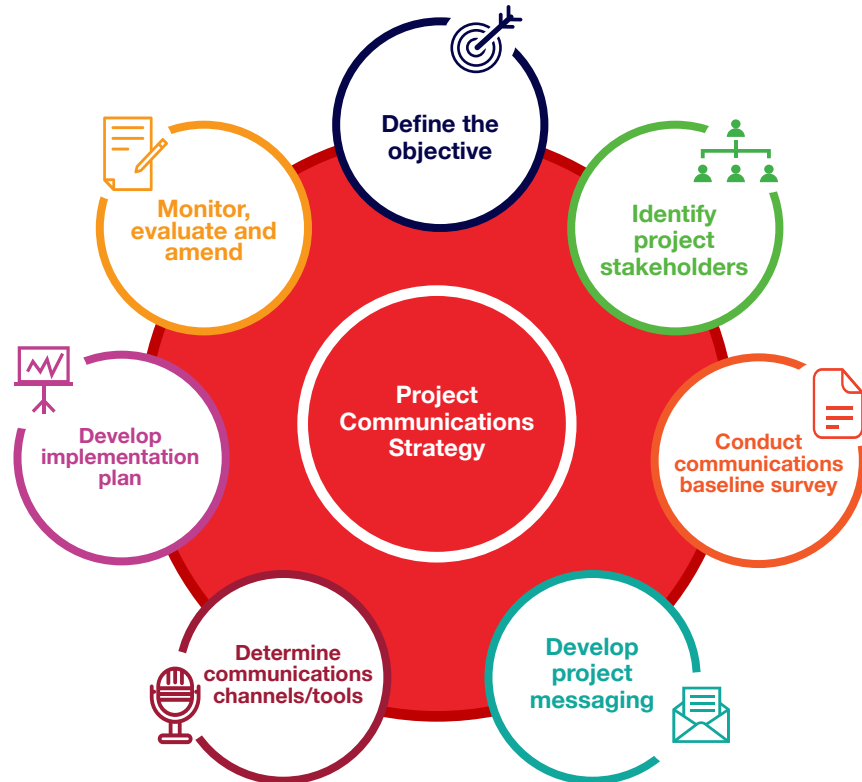 Define the
objective
Identify
project
stakeholders
Conduct
communications
baseline survey
Develop
project
messaging
Determine
communications
channels/tools
Develop
implementation
plan
Monitor,
evaluate and
amend
Project
Communications
Strategy